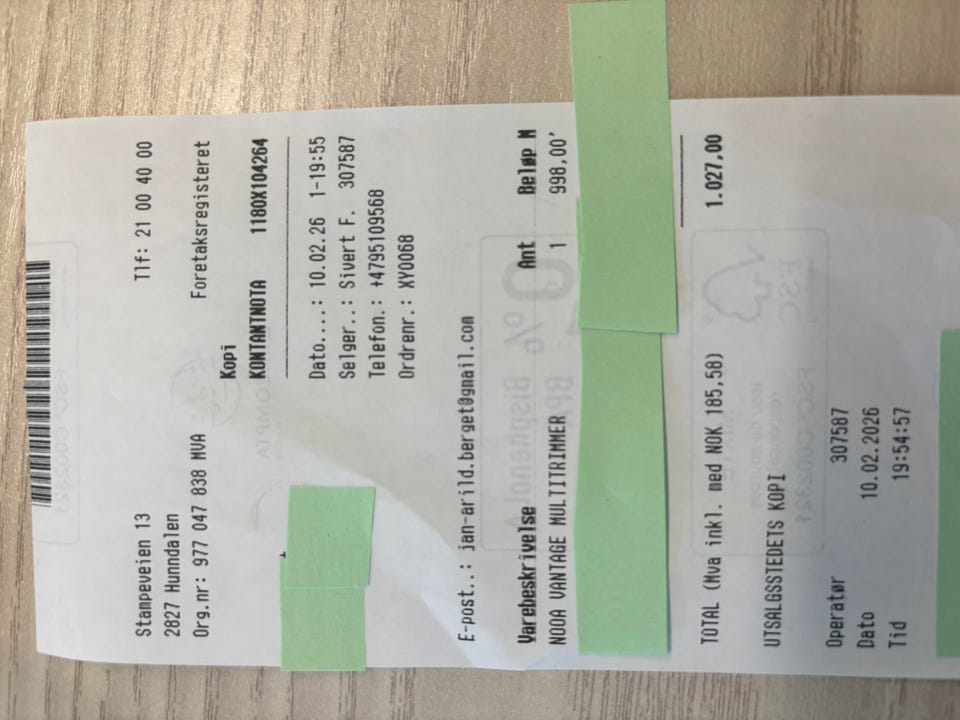 Stampeveien 13 Tlf: 21 00 40 00
2827 Hunndalen
Org.nr: 977 047 838 MVA Foretaksregisteret
Kopi
KONTANTNOTA 1180X104264
Dato....: 10.02.26 1-19:55
Selger..: Sivert F. 307587
Telefon.: +4795109568
Ordrenr.: XY0068
E-post..: jan-arild.berget@gmail.com
Varebeskrivelse Ant Beløp M
NOOA VANTAGE MULTITRIMMER 1 998,00'
TOTAL (Mva inkl. med NOK 185,58) 1.027,00
UTSALGSSTEDETS KOPI
Operatør 307587
Dato 10.02.2026
Tid 19:54:57